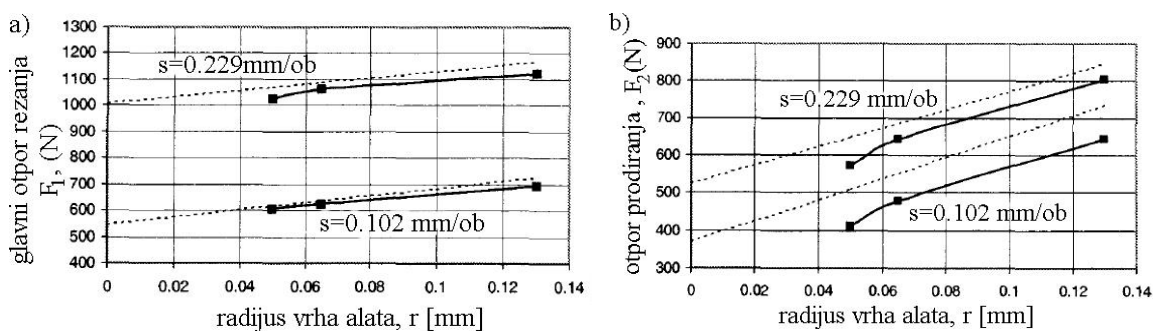 a)
glavni otpor rezanja
F1, (N)
1300
1200
1100
1000
900
800
700
600
500
400
s=0.229mm/ob
s=0.102 mm/ob
0 0.02 0.04 0.06 0.08 0.1 0.12 0.14
radijus vrha alata, r [mm]
b)
otpor prodiranja , F2(N)
900
800
700
600
500
400
300
s=0.229 mm/ob
s=0.102 mm/ob
0 0.02 0.04 0.06 0.08 0.1 0.12 0.14
radijus vrha alata, r [mm]